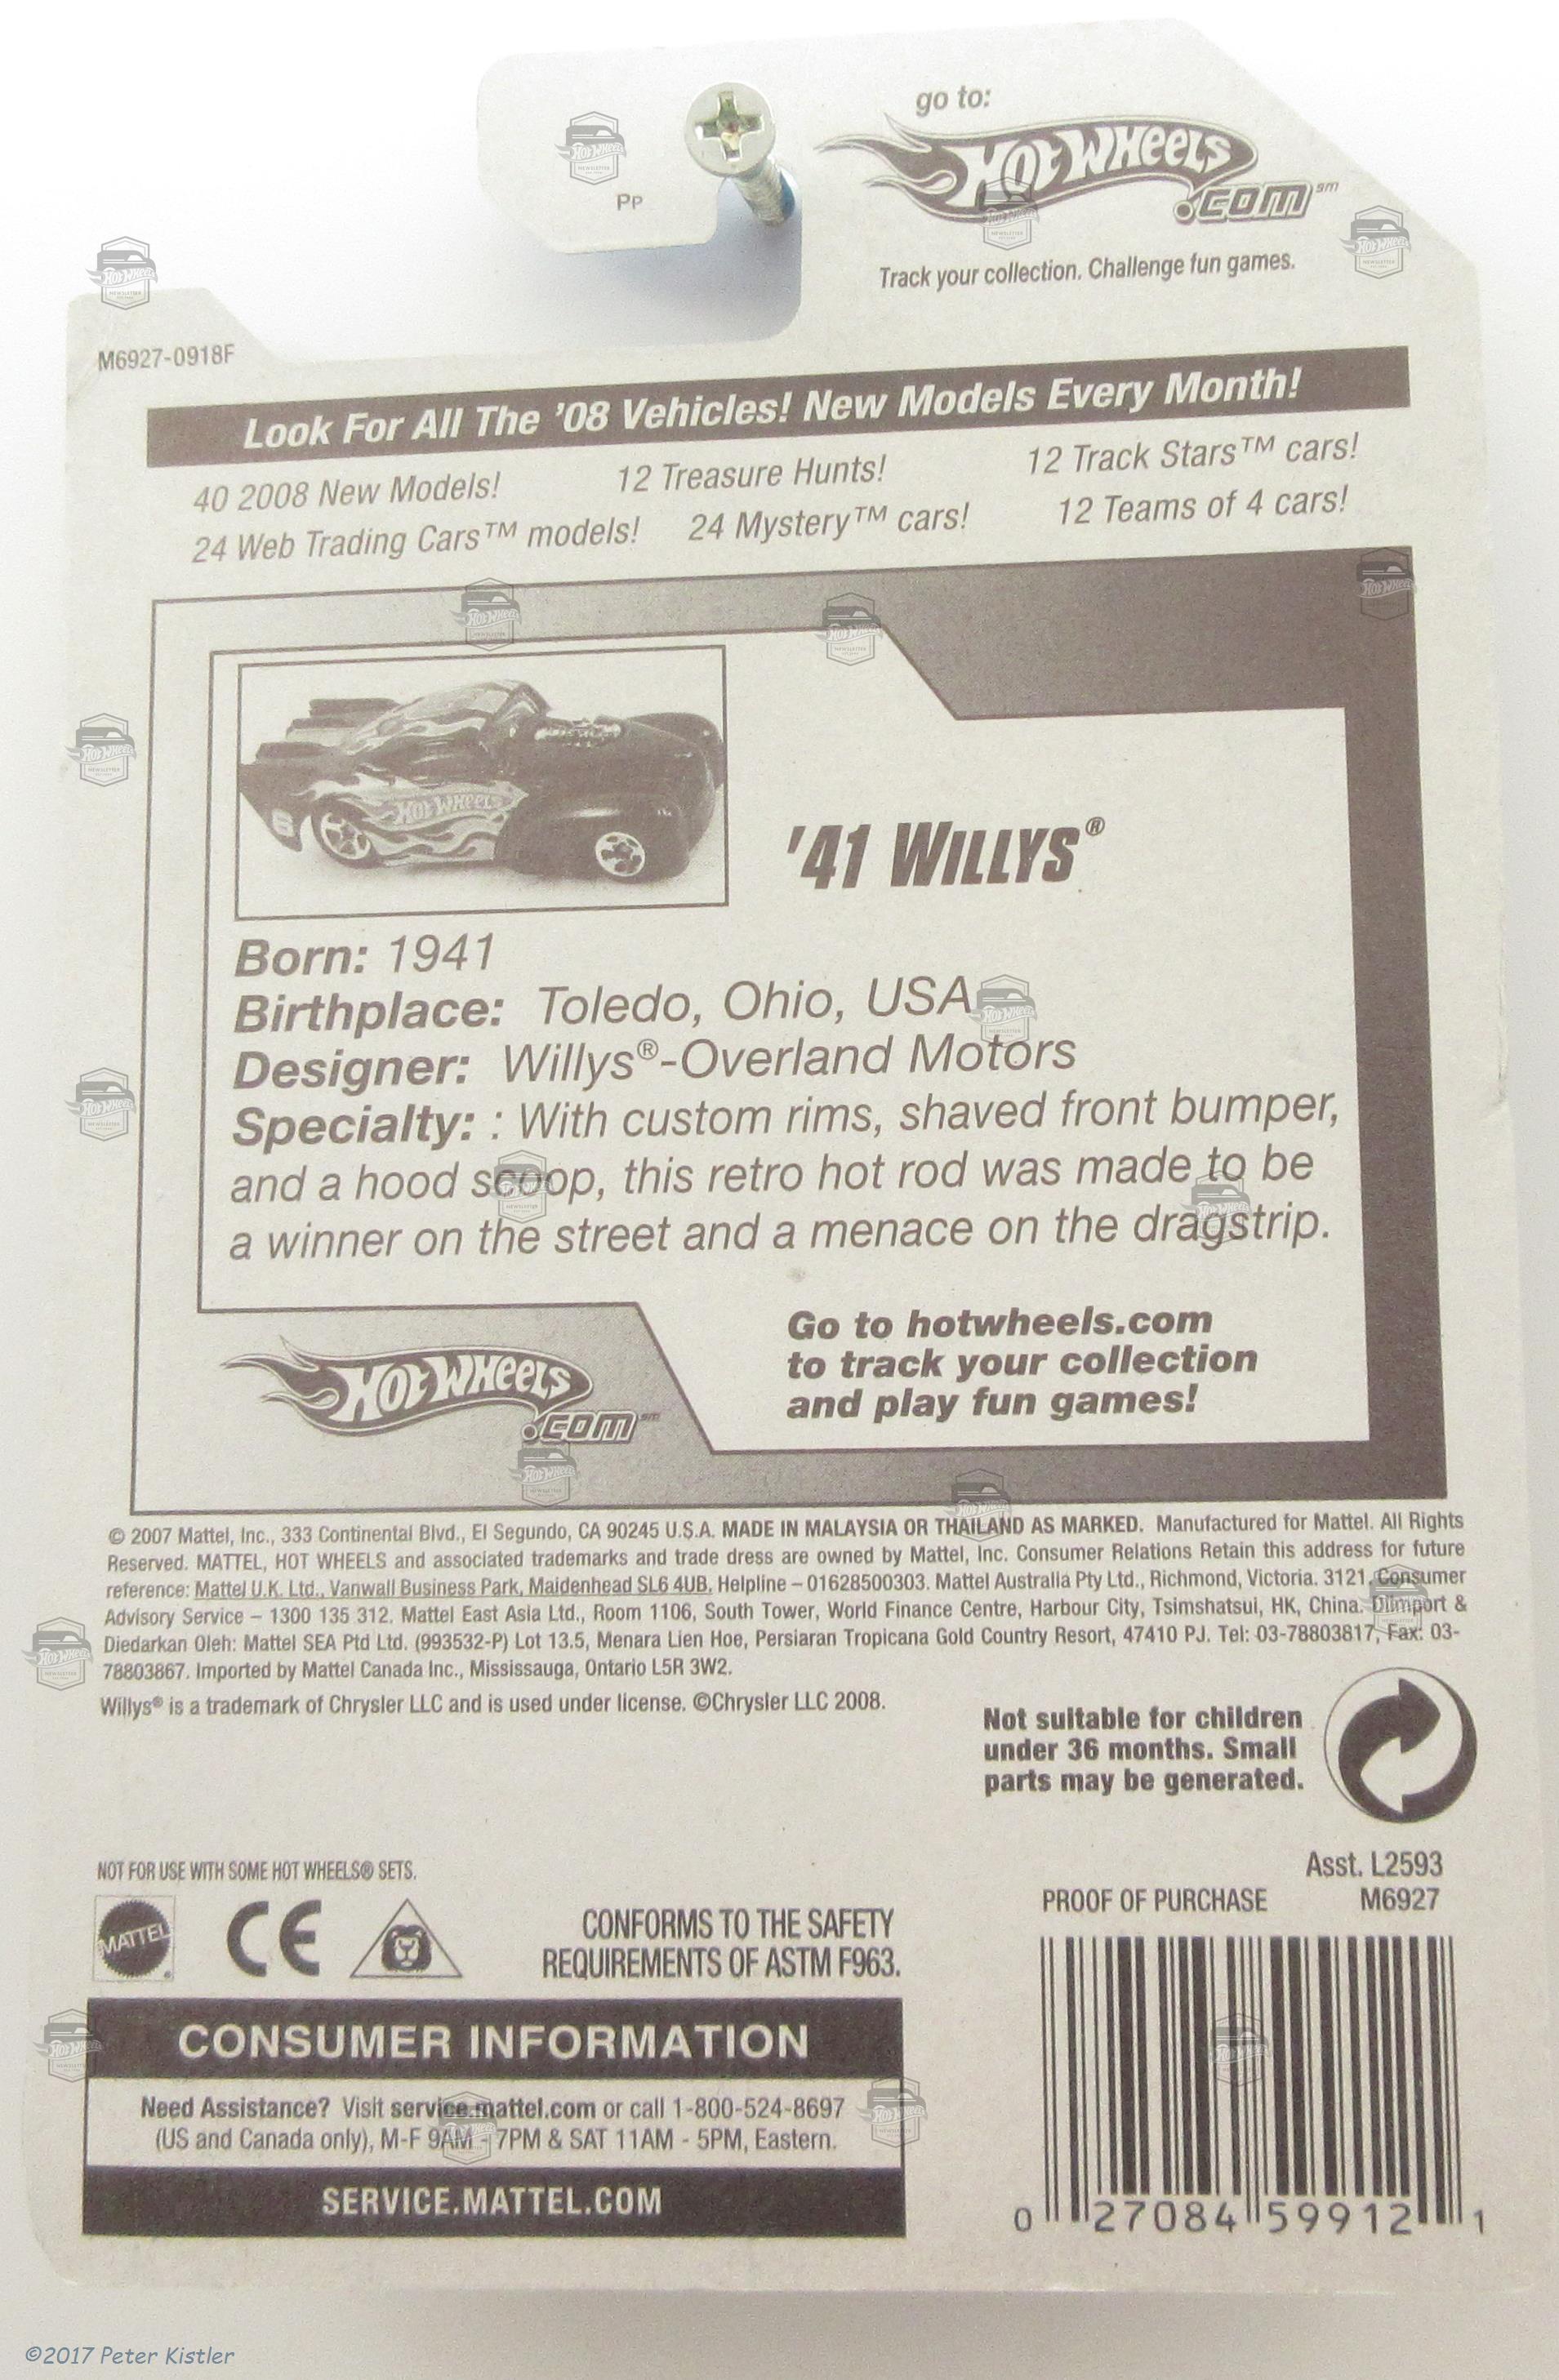 go to:
HOT WHEELS
.COM℠
Pp
Track your collection. Challenge fun games.
M6927-0918F
Look For All The '08 Vehicles! New Models Every Month!
40 2008 New Models! 12 Treasure Hunts! 12 Track Stars™ cars!
24 Web Trading Cars™ models! 24 Mystery™ cars! 12 Teams of 4 cars!
HOT WHEELS
'41 WILLYS®
Born: 1941
Birthplace: Toledo, Ohio, USA
Designer: Willys®-Overland Motors
Specialty: : With custom rims, shaved front bumper,
and a hood scoop, this retro hot rod was made to be
a winner on the street and a menace on the dragstrip.
Go to hotwheels.com
to track your collection
and play fun games!
HOT WHEELS
.COM℠
© 2007 Mattel, Inc., 333 Continental Blvd., El Segundo, CA 90245 U.S.A. MADE IN MALAYSIA OR THAILAND AS MARKED. Manufactured for Mattel. All Rights
Reserved. MATTEL, HOT WHEELS and associated trademarks and trade dress are owned by Mattel, Inc. Consumer Relations Retain this address for future
reference: Mattel U.K. Ltd., Vanwall Business Park, Maidenhead SL6 4UB. Helpline – 01628500303. Mattel Australia Pty Ltd., Richmond, Victoria. 3121. Consumer
Advisory Service – 1300 135 312. Mattel East Asia Ltd., Room 1106, South Tower, World Finance Centre, Harbour City, Tsimshatsui, HK, China. Diimport &
Diedarkan Oleh: Mattel SEA Ptd Ltd. (993532-P) Lot 13.5, Menara Lien Hoe, Persiaran Tropicana Gold Country Resort, 47410 PJ. Tel: 03-78803817, Fax: 03-
78803867. Imported by Mattel Canada Inc., Mississauga, Ontario L5R 3W2.
Willys® is a trademark of Chrysler LLC and is used under license. ©Chrysler LLC 2008.
Not suitable for children
under 36 months. Small
parts may be generated.
NOT FOR USE WITH SOME HOT WHEELS® SETS.
MATTEL
CE
CONFORMS TO THE SAFETY
REQUIREMENTS OF ASTM F963.
Asst. L2593
PROOF OF PURCHASE M6927
CONSUMER INFORMATION
Need Assistance? Visit service.mattel.com or call 1-800-524-8697
(US and Canada only), M-F 9AM - 7PM & SAT 11AM - 5PM, Eastern.
SERVICE.MATTEL.COM
0 27084 59912 1
©2017 Peter Kistler